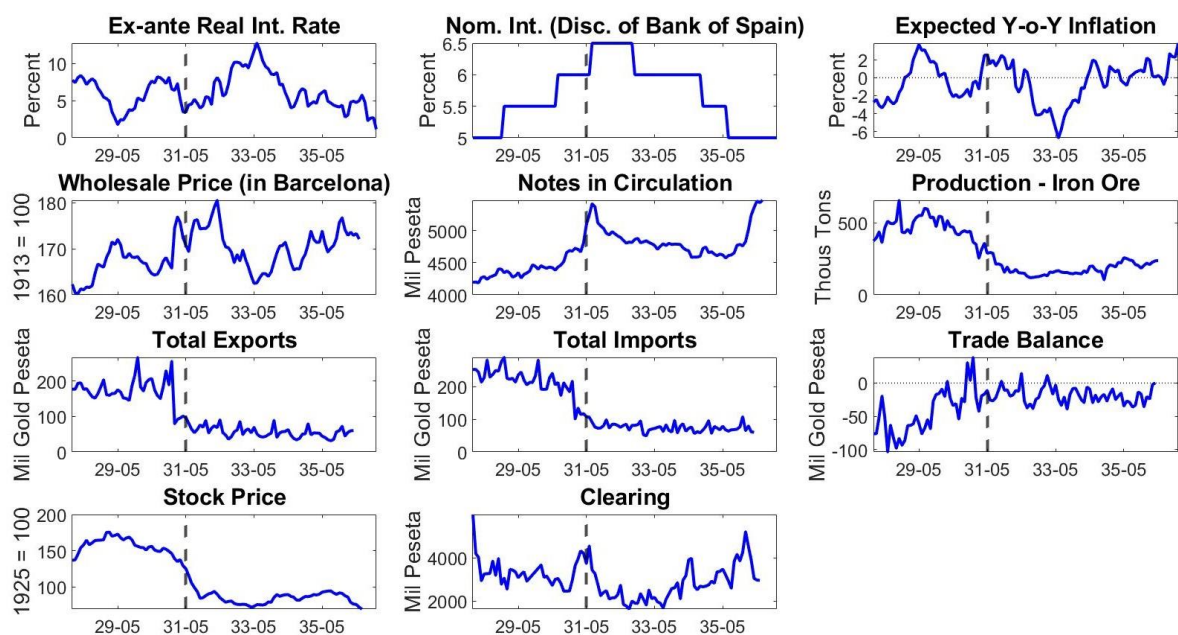 Ex-ante Real Int. Rate
Percent
10
5
0
29-05 31-05 33-05 35-05
Nom. Int. (Disc. of Bank of Spain)
Percent
6.5
6
5.5
5
29-05 31-05 33-05 35-05
Expected Y-o-Y Inflation
Percent
2
0
-2
-4
-6
29-05 31-05 33-05 35-05
Wholesale Price (in Barcelona)
1913 = 100
180
170
160
29-05 31-05 33-05 35-05
Notes in Circulation
Mil Peseta
5000
4500
4000
29-05 31-05 33-05 35-05
Production - Iron Ore
Thous Tons
500
0
29-05 31-05 33-05 35-05
Total Exports
Mil Gold Peseta
200
100
0
29-05 31-05 33-05 35-05
Total Imports
Mil Gold Peseta
200
100
0
29-05 31-05 33-05 35-05
Trade Balance
Mil Gold Peseta
0
-50
-100
29-05 31-05 33-05 35-05
Stock Price
1925 = 100
200
150
100
29-05 31-05 33-05 35-05
Clearing
Mil Peseta
4000
2000
29-05 31-05 33-05 35-05